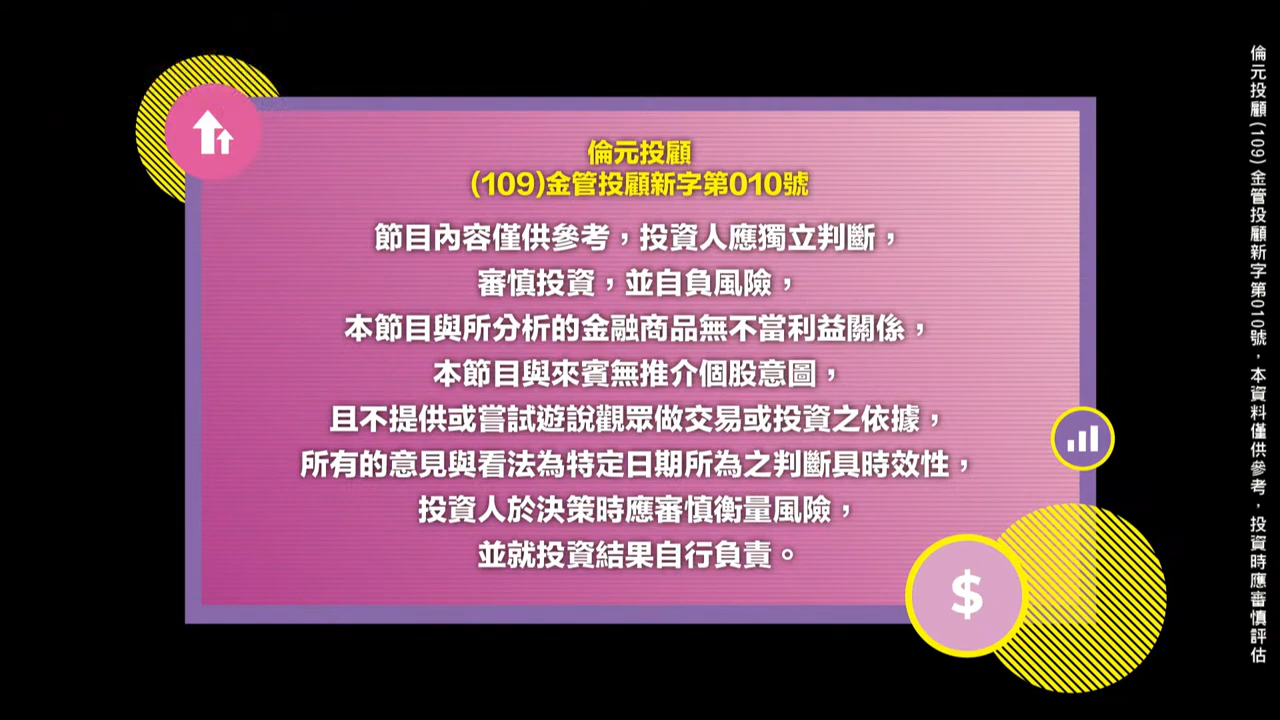 倫元投顧
(109)金管投顧新字第010號
節目內容僅供參考，投資人應獨立判斷，
審慎投資，並自負風險，
本節目與所分析的金融商品無不當利益關係，
本節目與來賓無推介個股意圖，
且不提供或嘗試遊說觀眾做交易或投資之依據，
所有的意見與看法為特定日期所為之判斷具時效性，
投資人於決策時應審慎衡量風險，
並就投資結果自行負責。
$
倫元投顧(109)金管投顧新字第010號，本資料僅供參考，投資時應審慎評估